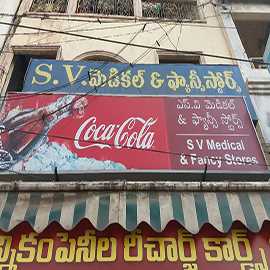 S.V.మెడికల్ & ఫ్యాన్సీస్టోర్స్
Coca-Cola
ఎస్.వి మెడికల్
& ఫ్యాన్సీ స్టోర్స్
S V Medical
& Fancy Stores
కంపెనీల రీచార్జ్ కార్డ్స్